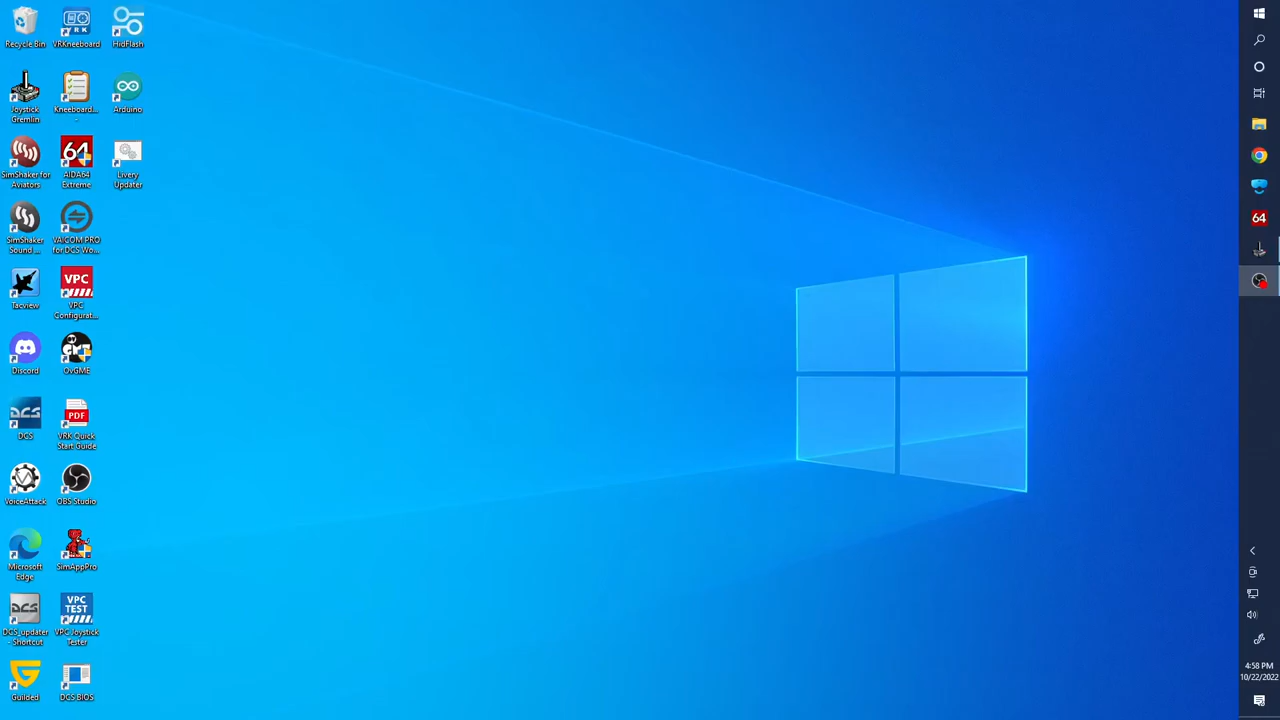 Recycle Bin
VRKneeboard
HidFlash
Joystick
Gremlin
Kneeboard...
-
Arduino
SimShaker for
Aviators
64
AIDA64
Extreme
Livery
Updater
SimShaker
Sound ...
VAICOM PRO
for DCS Wo...
Tacview
VPC
VPC
Configurat...
Discord
OvGME
DCS
DCS
PDF
VRK Quick
Start Guide
VoiceAttack
OBS Studio
Microsoft
Edge
SimAppPro
DCS
DCS_updater
- Shortcut
VPC
TEST
VPC Joystick
Tester
Guilded
DCS BIOS
64
4:58 PM
10/22/2022